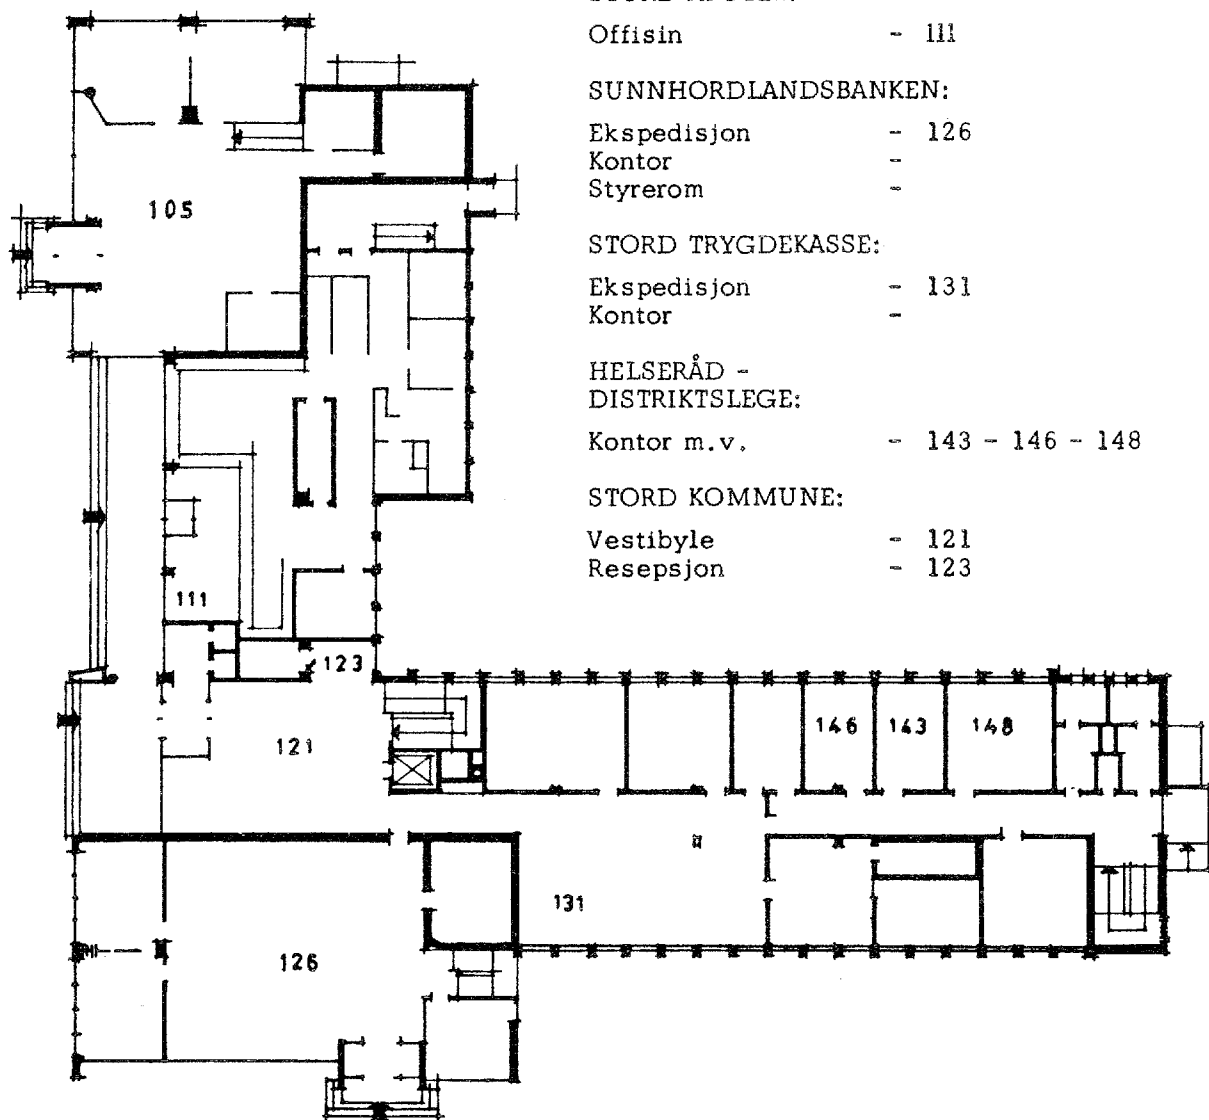 Offisin - 111
SUNNHORDLANDSBANKEN:
Ekspedisjon - 126
Kontor -
Styrerom -
STORD TRYGDEKASSE:
Ekspedisjon - 131
Kontor -
HELSERÅD -
DISTRIKTSLEGE:
Kontor m.v. - 143 - 146 - 148
STORD KOMMUNE:
Vestibyle - 121
Resepsjon - 123
105
111
123
121
146 143 148
131
126